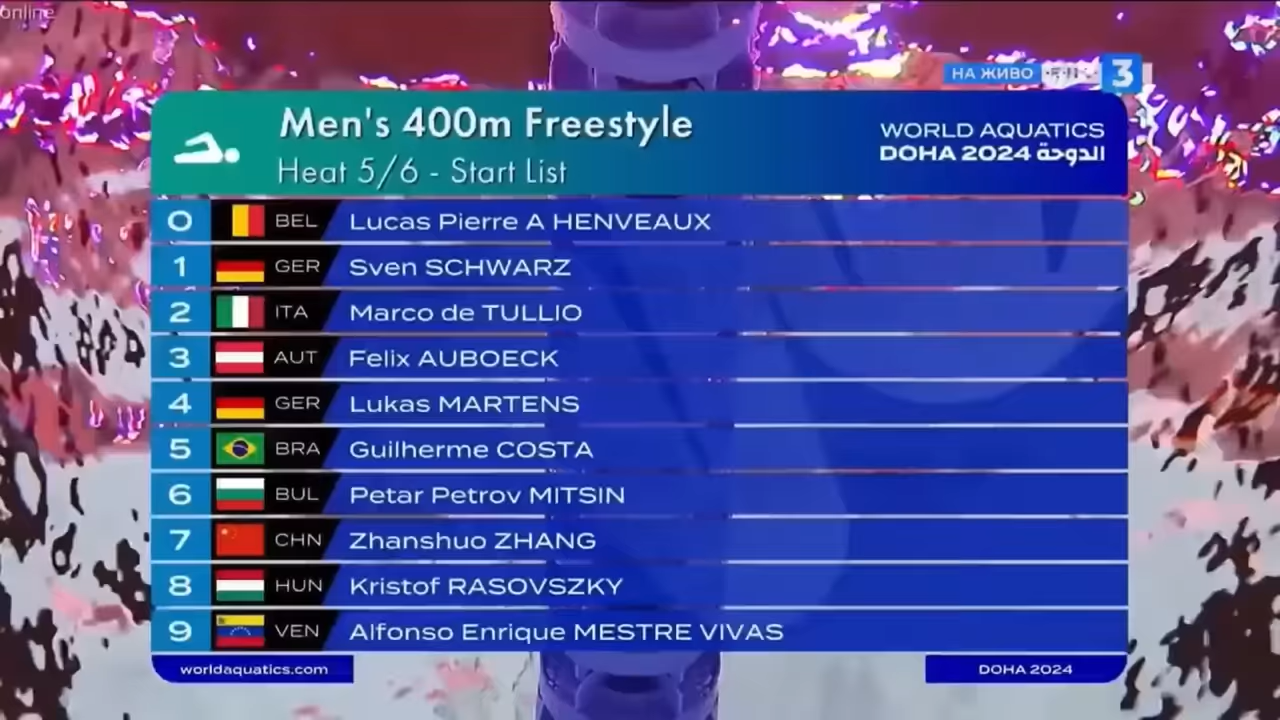 online
НА ЖИВО
3
Men's 400m Freestyle
Heat 5/6 - Start List
WORLD AQUATICS
DOHA 2024 الدوحة
0 BEL Lucas Pierre A HENVEAUX
1 GER Sven SCHWARZ
2 ITA Marco de TULLIO
3 AUT Felix AUBOECK
4 GER Lukas MARTENS
5 BRA Guilherme COSTA
6 BUL Petar Petrov MITSIN
7 CHN Zhanshuo ZHANG
8 HUN Kristof RASOVSZKY
9 VEN Alfonso Enrique MESTRE VIVAS
worldaquatics.com
DOHA 2024